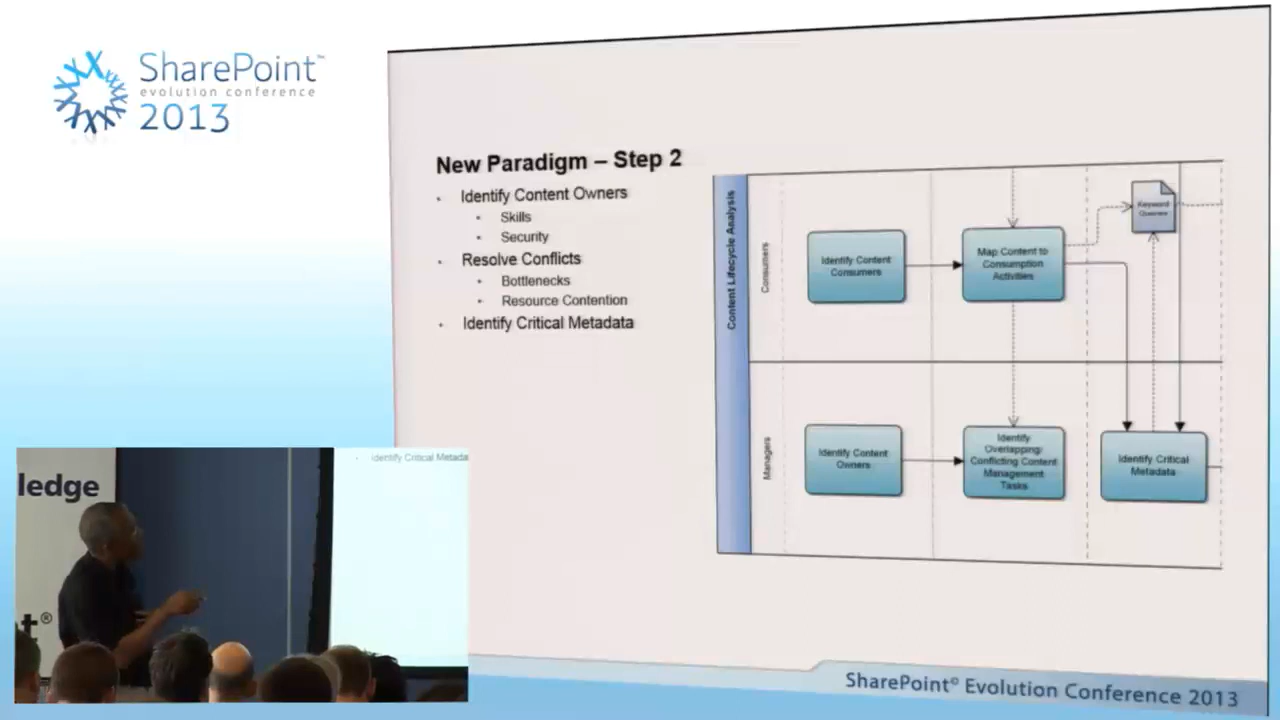 SharePoint™
evolution conference
2013
New Paradigm – Step 2
• Identify Content Owners
• Skills
• Security
• Resolve Conflicts
• Bottlenecks
• Resource Contention
• Identify Critical Metadata
Content Lifecycle Analysis
Consumers
Identify Content
Consumers
Map Content to
Consumption
Activities
Keyword
Managers
Identify Content
Owners
Identify
Overlapping/
Conflicting Content
Management
Tasks
Identify Critical
Metadata
ledge
t®
• Identify Critical Metada
SharePoint® Evolution Conference 2013